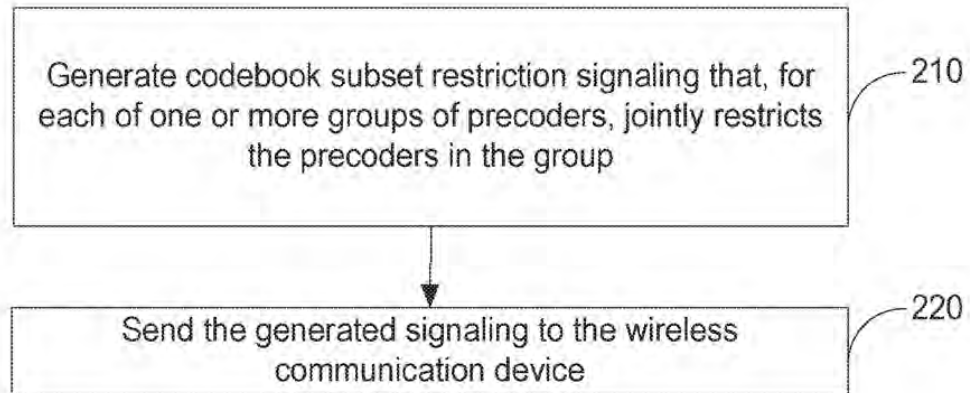 Generate codebook subset restriction signaling that, for
each of one or more groups of precoders, jointly restricts
the precoders in the group
210
Send the generated signaling to the wireless
communication device
220